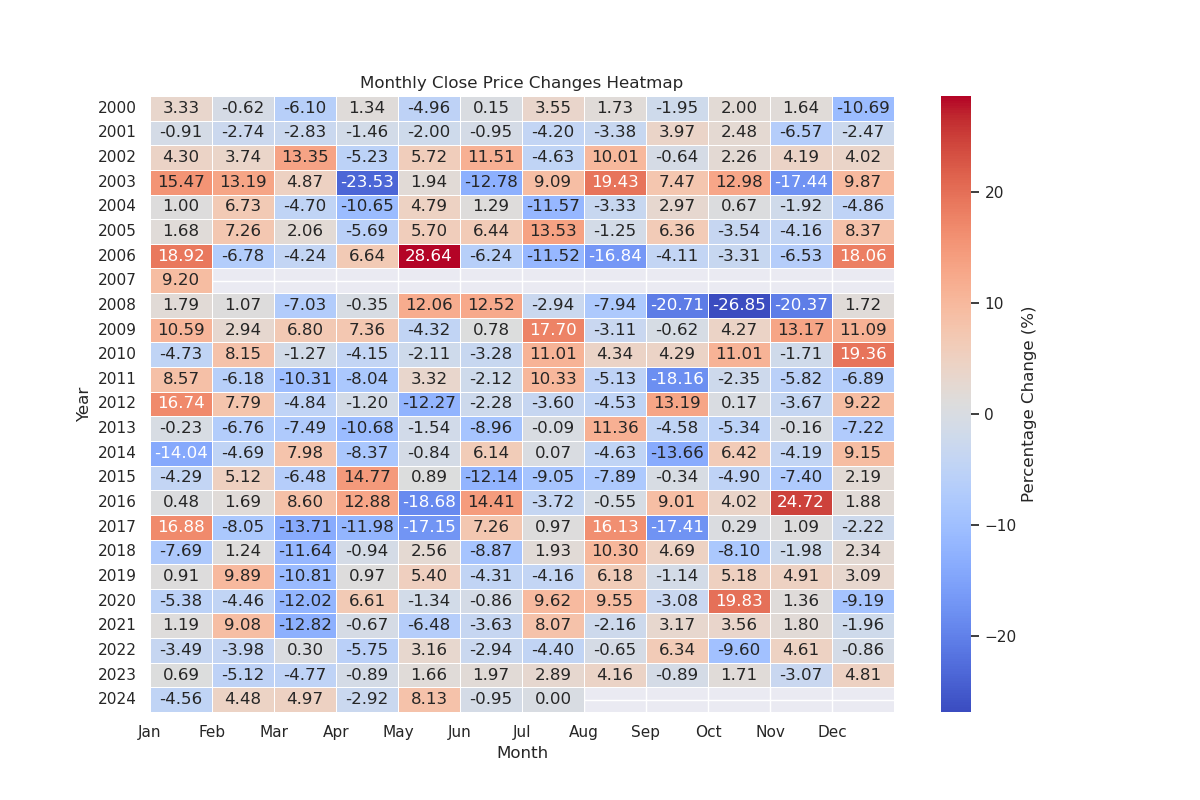 Monthly Close Price Changes Heatmap
2000 3.33 -0.62 -6.10 1.34 -4.96 0.15 3.55 1.73 -1.95 2.00 1.64 -10.69
2001 -0.91 -2.74 -2.83 -1.46 -2.00 -0.95 -4.20 -3.38 3.97 2.48 -6.57 -2.47
2002 4.30 3.74 13.35 -5.23 5.72 11.51 -4.63 10.01 -0.64 2.26 4.19 4.02
2003 15.47 13.19 4.87 -23.53 1.94 -12.78 9.09 19.43 7.47 12.98 -17.44 9.87
2004 1.00 6.73 -4.70 -10.65 4.79 1.29 -11.57 -3.33 2.97 0.67 -1.92 -4.86
2005 1.68 7.26 2.06 -5.69 5.70 6.44 13.53 -1.25 6.36 -3.54 -4.16 8.37
2006 18.92 -6.78 -4.24 6.64 28.64 -6.24 -11.52 -16.84 -4.11 -3.31 -6.53 18.06
2007 9.20
2008 1.79 1.07 -7.03 -0.35 12.06 12.52 -2.94 -7.94 -20.71 -26.85 -20.37 1.72
2009 10.59 2.94 6.80 7.36 -4.32 0.78 17.70 -3.11 -0.62 4.27 13.17 11.09
2010 -4.73 8.15 -1.27 -4.15 -2.11 -3.28 11.01 4.34 4.29 11.01 -1.71 19.36
2011 8.57 -6.18 -10.31 -8.04 3.32 -2.12 10.33 -5.13 -18.16 -2.35 -5.82 -6.89
2012 16.74 7.79 -4.84 -1.20 -12.27 -2.28 -3.60 -4.53 13.19 0.17 -3.67 9.22
2013 -0.23 -6.76 -7.49 -10.68 -1.54 -8.96 -0.09 11.36 -4.58 -5.34 -0.16 -7.22
2014 -14.04 -4.69 7.98 -8.37 -0.84 6.14 0.07 -4.63 -13.66 6.42 -4.19 9.15
2015 -4.29 5.12 -6.48 14.77 0.89 -12.14 -9.05 -7.89 -0.34 -4.90 -7.40 2.19
2016 0.48 1.69 8.60 12.88 -18.68 14.41 -3.72 -0.55 9.01 4.02 24.72 1.88
2017 16.88 -8.05 -13.71 -11.98 -17.15 7.26 0.97 16.13 -17.41 0.29 1.09 -2.22
2018 -7.69 1.24 -11.64 -0.94 2.56 -8.87 1.93 10.30 4.69 -8.10 -1.98 2.34
2019 0.91 9.89 -10.81 0.97 5.40 -4.31 -4.16 6.18 -1.14 5.18 4.91 3.09
2020 -5.38 -4.46 -12.02 6.61 -1.34 -0.86 9.62 9.55 -3.08 19.83 1.36 -9.19
2021 1.19 9.08 -12.82 -0.67 -6.48 -3.63 8.07 -2.16 3.17 3.56 1.80 -1.96
2022 -3.49 -3.98 0.30 -5.75 3.16 -2.94 -4.40 -0.65 6.34 -9.60 4.61 -0.86
2023 0.69 -5.12 -4.77 -0.89 1.66 1.97 2.89 4.16 -0.89 1.71 -3.07 4.81
2024 -4.56 4.48 4.97 -2.92 8.13 -0.95 0.00
Jan Feb Mar Apr May Jun Jul Aug Sep Oct Nov Dec
Month
Year
20
10
0
−10
−20
Percentage Change (%)